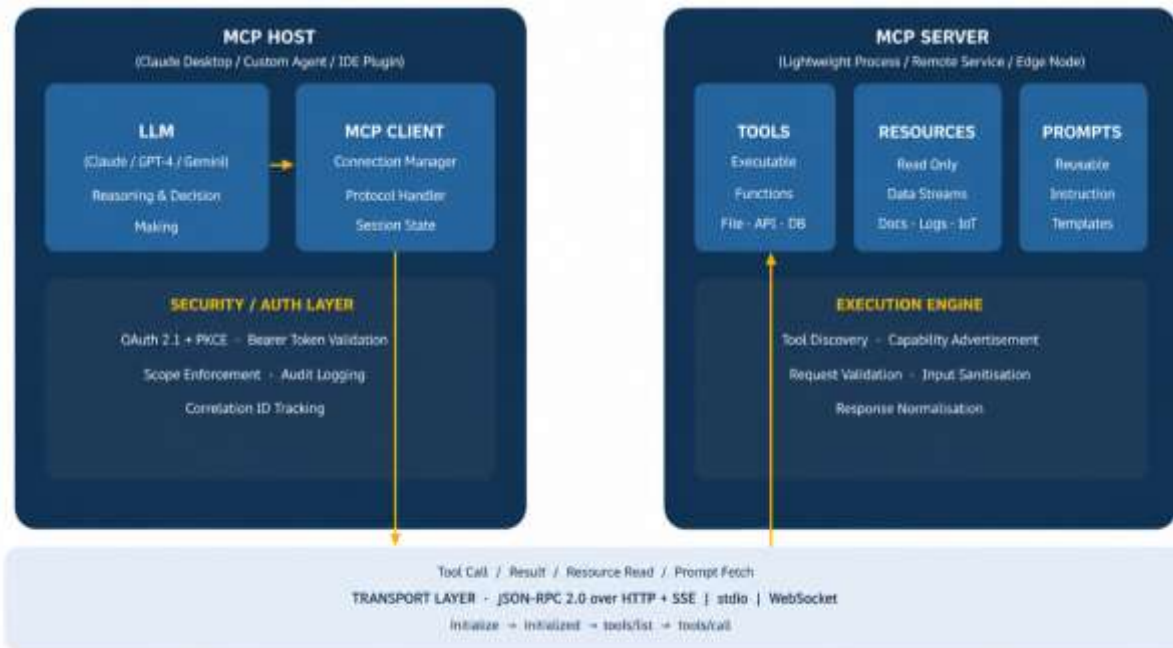 MCP HOST
(Claude Desktop / Custom Agent / IDE Plugin)
LLM
(Claude / GPT-4 / Gemini)
Reasoning & Decision
Making
MCP CLIENT
Connection Manager
Protocol Handler
Session State
SECURITY / AUTH LAYER
OAuth 2.1 + PKCE · Bearer Token Validation
Scope Enforcement · Audit Logging
Correlation ID Tracking
MCP SERVER
(Lightweight Process / Remote Service / Edge Node)
TOOLS
Executable
Functions
File · API · DB
RESOURCES
Read Only
Data Streams
Docs · Logs · IoT
PROMPTS
Reusable
Instruction
Templates
EXECUTION ENGINE
Tool Discovery · Capability Advertisement
Request Validation · Input Sanitisation
Response Normalisation
Tool Call / Result / Resource Read / Prompt Fetch
TRANSPORT LAYER · JSON-RPC 2.0 over HTTP + SSE | stdio | WebSocket
Initialize → Initialized → tools/list → tools/call